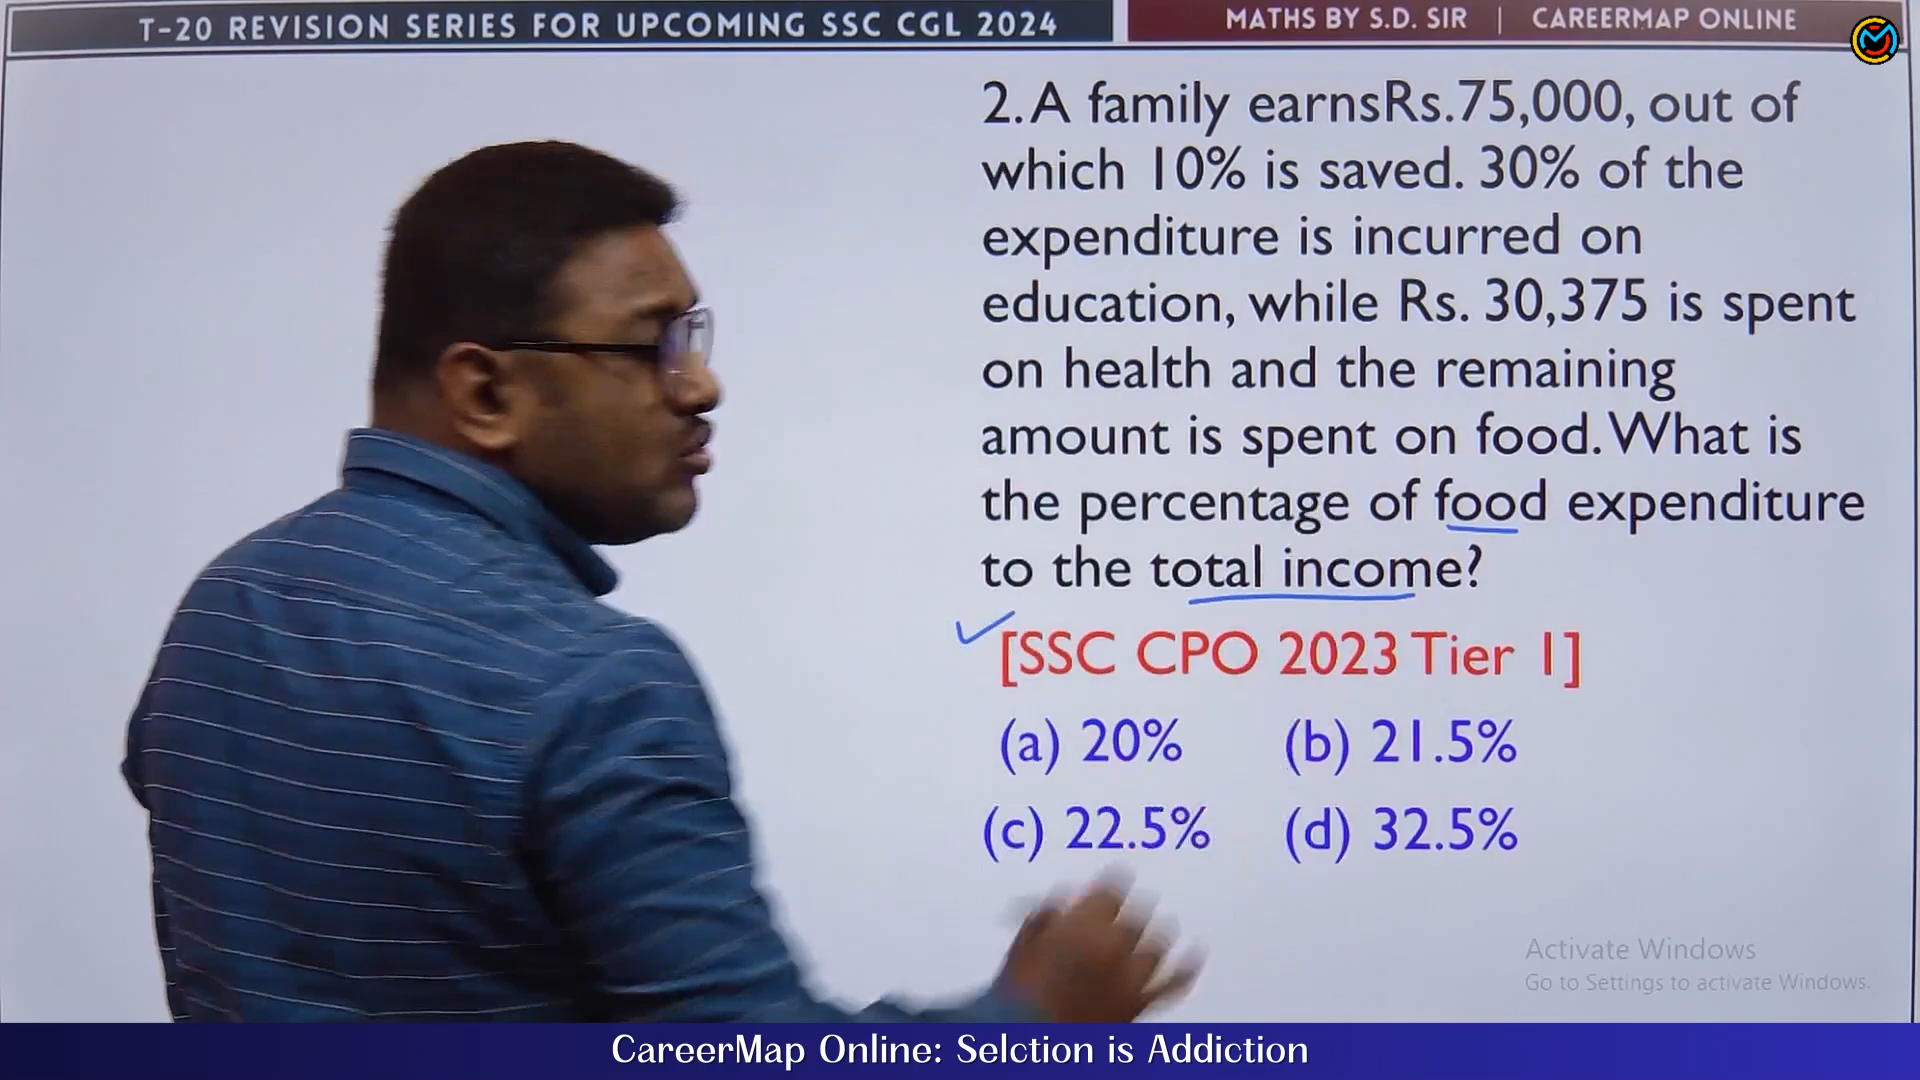 T-20 REVISION SERIES FOR UPCOMING SSC CGL 2024
MATHS BY S.D. SIR | CAREERMAP ONLINE
2. A family earnsRs.75,000, out of
which 10% is saved. 30% of the
expenditure is incurred on
education, while Rs. 30,375 is spent
on health and the remaining
amount is spent on food. What is
the percentage of food expenditure
to the total income?
[SSC CPO 2023 Tier 1]
(a) 20% (b) 21.5%
(c) 22.5% (d) 32.5%
Activate Windows
Go to Settings to activate Windows.
CareerMap Online: Selction is Addiction